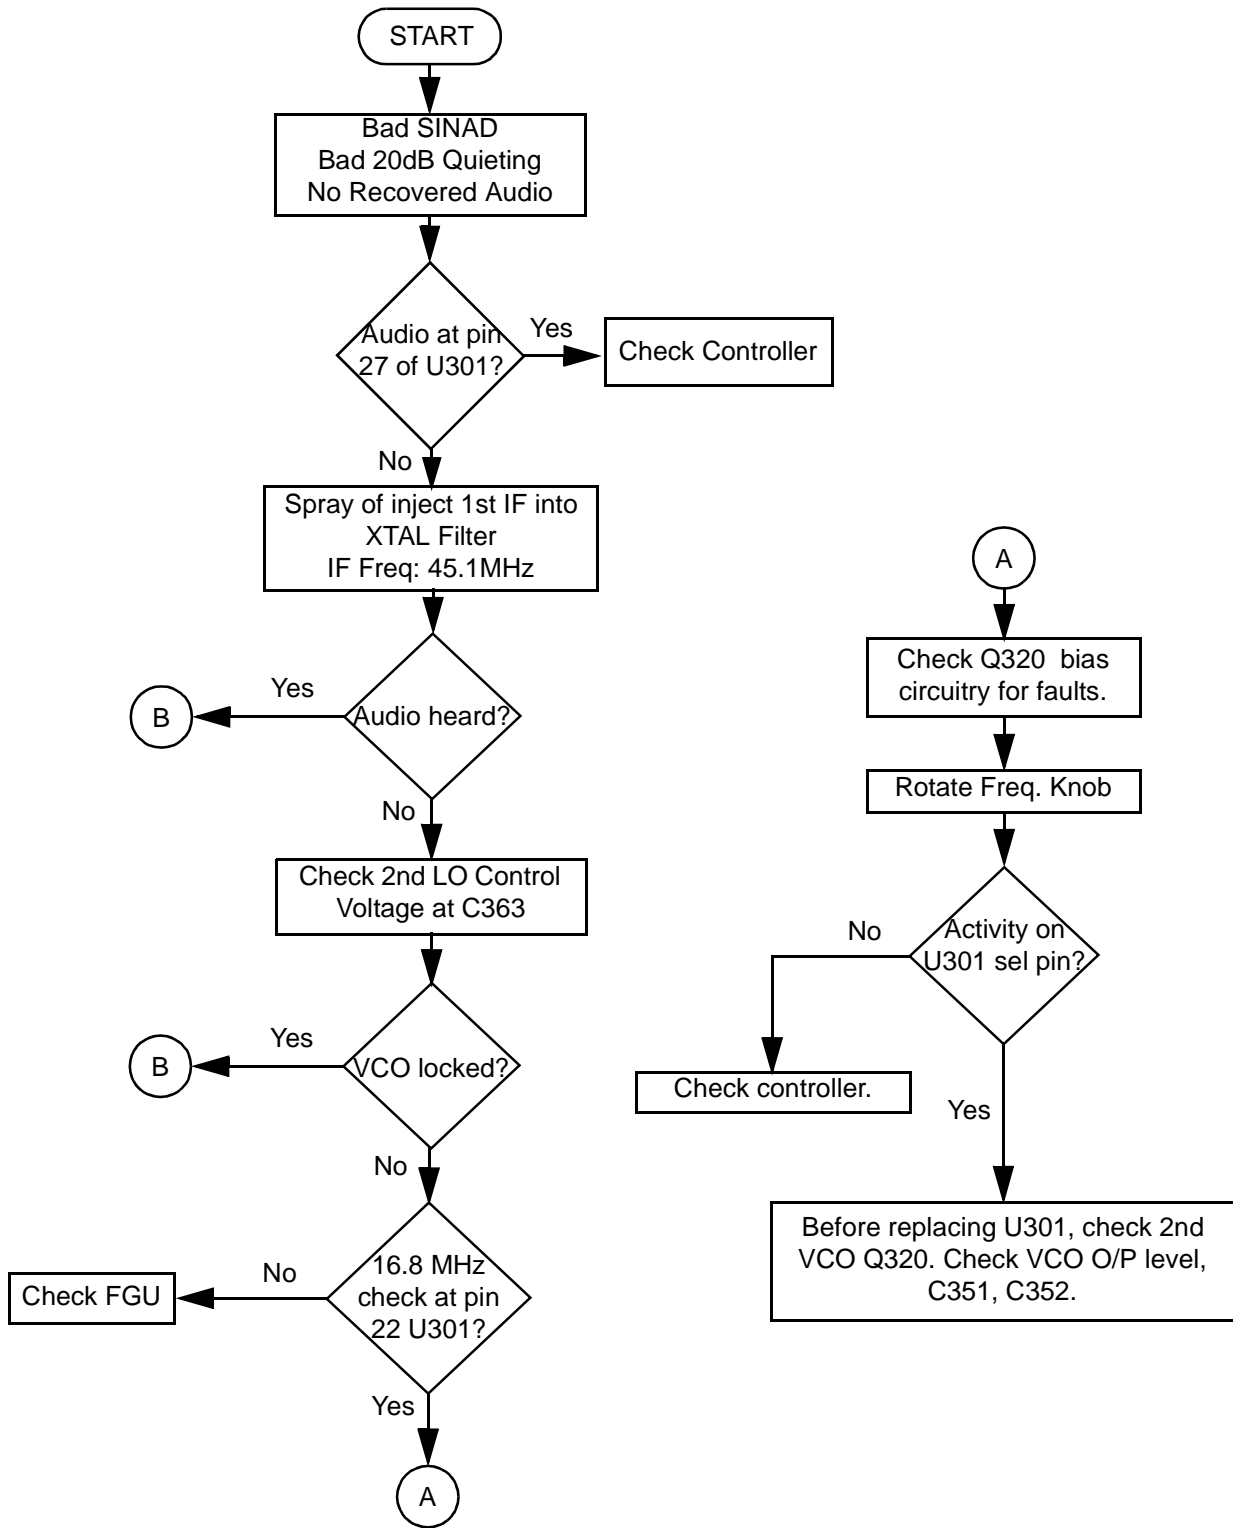 START
Bad SINAD
Bad 20dB Quieting
No Recovered Audio
Audio at pin
27 of U301?
Yes
Check Controller
No
Spray of inject 1st IF into
XTAL Filter
IF Freq: 45.1MHz
Yes
B
Audio heard?
No
Check 2nd LO Control
Voltage at C363
Yes
B
VCO locked?
No
16.8 MHz
check at pin
22 U301?
No
Check FGU
Yes
A
A
Check Q320 bias
circuitry for faults.
Rotate Freq. Knob
Activity on
U301 sel pin?
No
Check controller.
Yes
Before replacing U301, check 2nd
VCO Q320. Check VCO O/P level,
C351, C352.